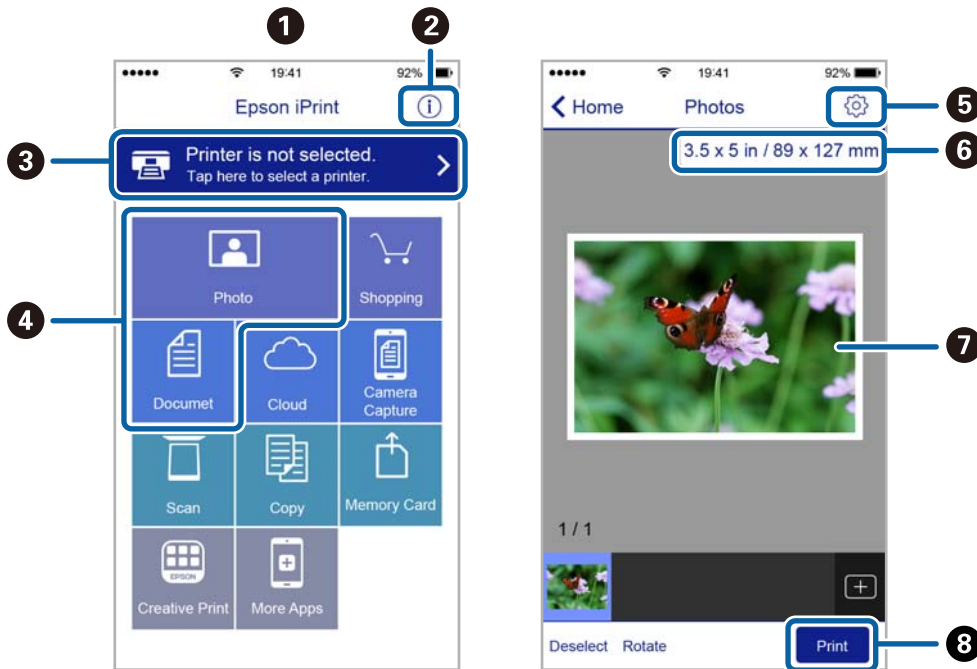 1
2
19:41
92%
Epson iPrint
3
Printer is not selected.
Tap here to select a printer.
4
Photo
Shopping
Documet
Cloud
Camera
Capture
Scan
Copy
Memory Card
EPSON
Creative Print
More Apps
19:41
92%
Home
Photos
5
3.5 x 5 in / 89 x 127 mm
6
7
1 / 1
Deselect
Rotate
Print
8